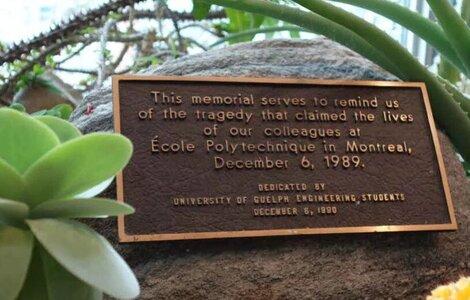 This memorial serves to remind us
of the tragedy that claimed the lives
of our colleagues at
École Polytechnique in Montreal,
December 6, 1989.
DEDICATED BY
UNIVERSITY OF GUELPH ENGINEERING STUDENTS
DECEMBER 6, 1990